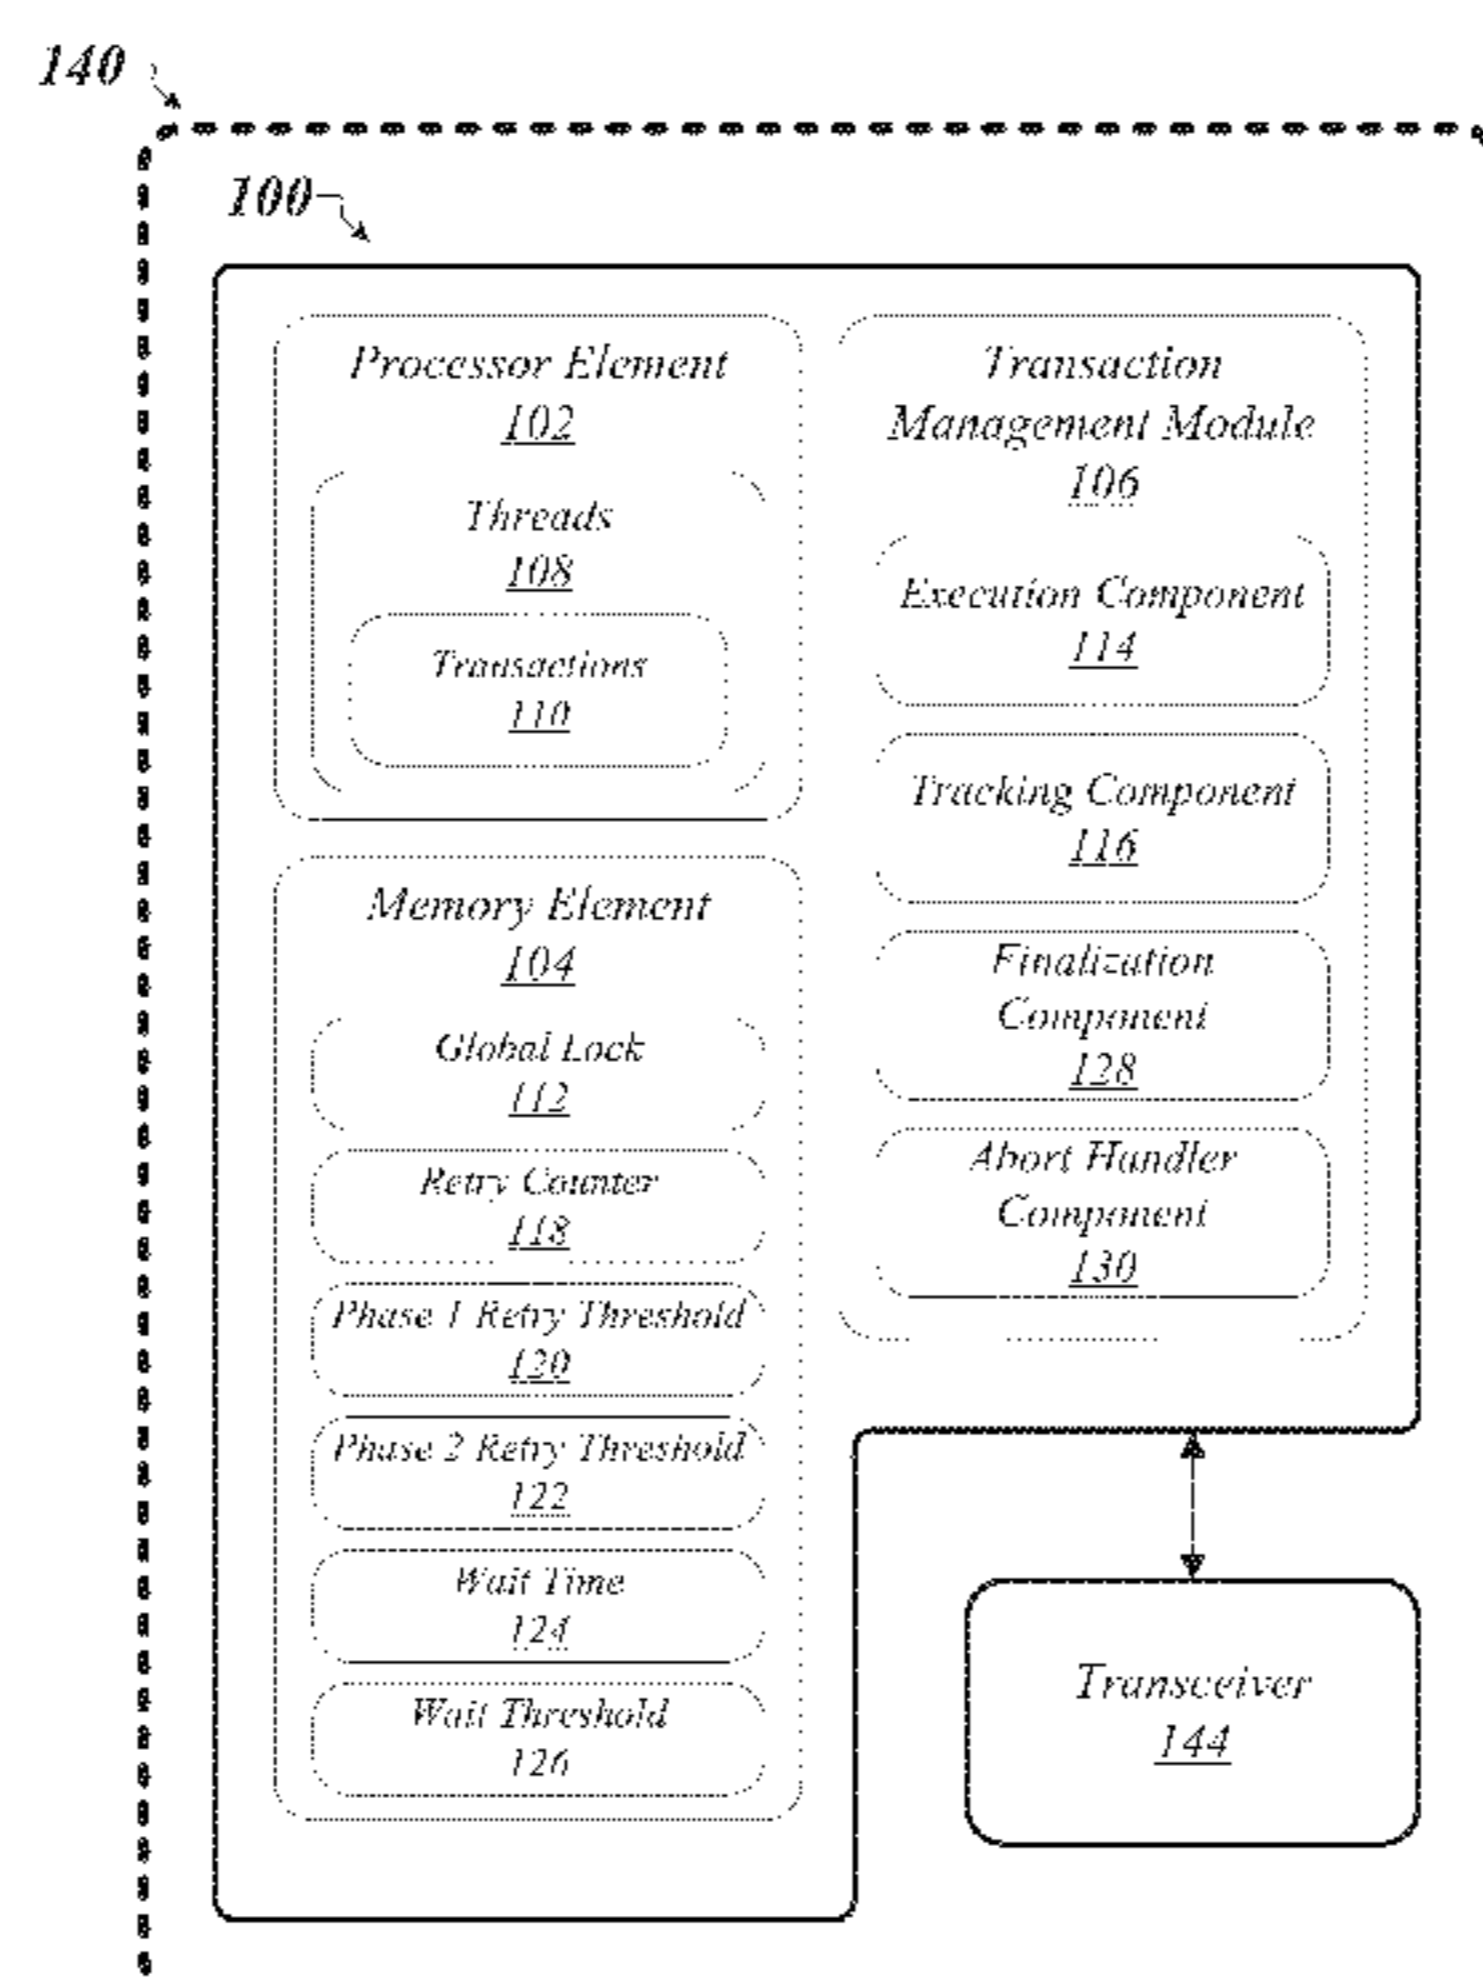 140
100
Processor Element
102
Threads
108
Transactions
110
Memory Element
104
Global Lock
112
Retry Counter
118
Phase 1 Retry Threshold
120
Phase 2 Retry Threshold
122
Wait Time
124
Wait Threshold
126
Transaction
Management Module
106
Execution Component
114
Tracking Component
116
Finalization
Component
128
Abort Handler
Component
130
Transceiver
144